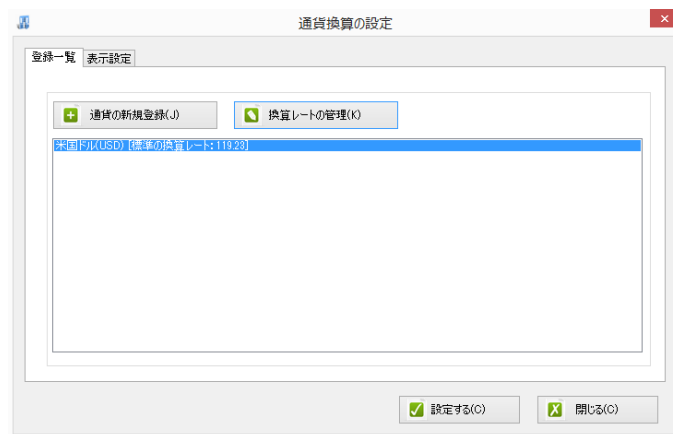 通貨換算の設定
登録一覧 表示設定
通貨の新規登録(J) 換算レートの管理(K)
米国ドル(USD) [標準の換算レート: 119.23]
設定する(O) 閉じる(C)